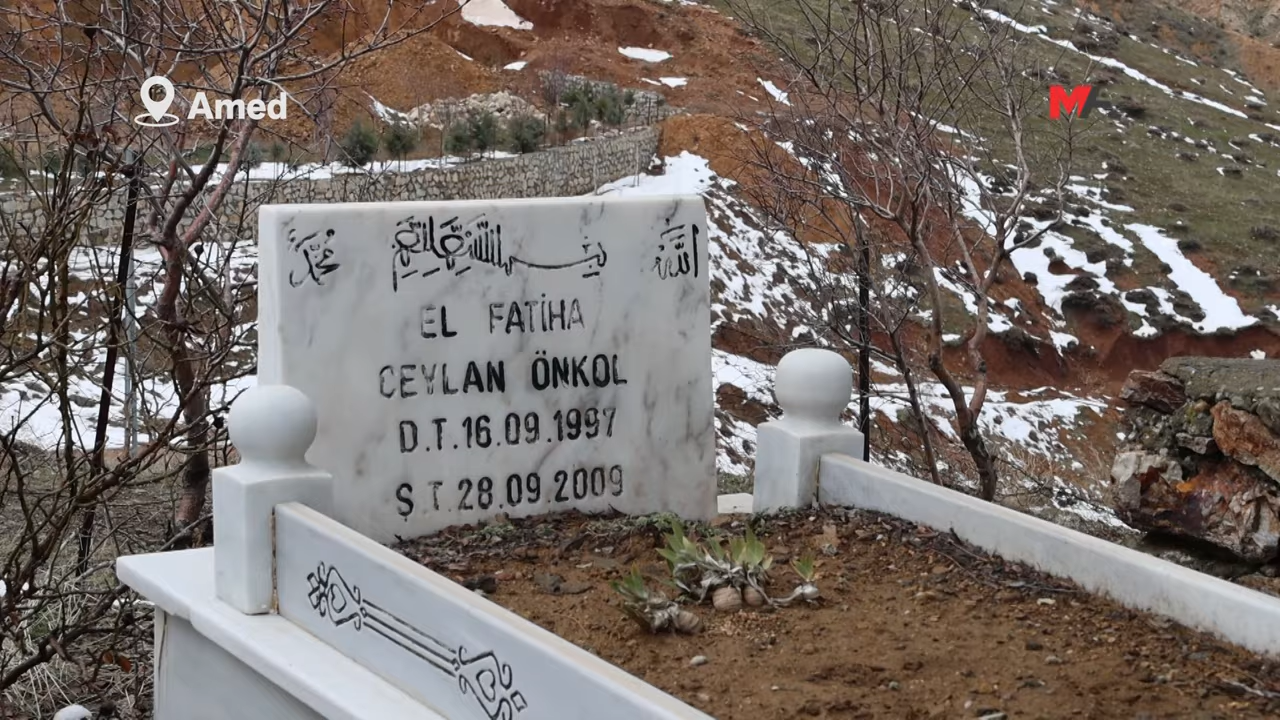 Amed
M
محمد بسم الله الرحمن الرحيم الله
EL FATİHA
CEYLAN ÖNKOL
D.T.16.09.1997
Ş.T.28.09.2009